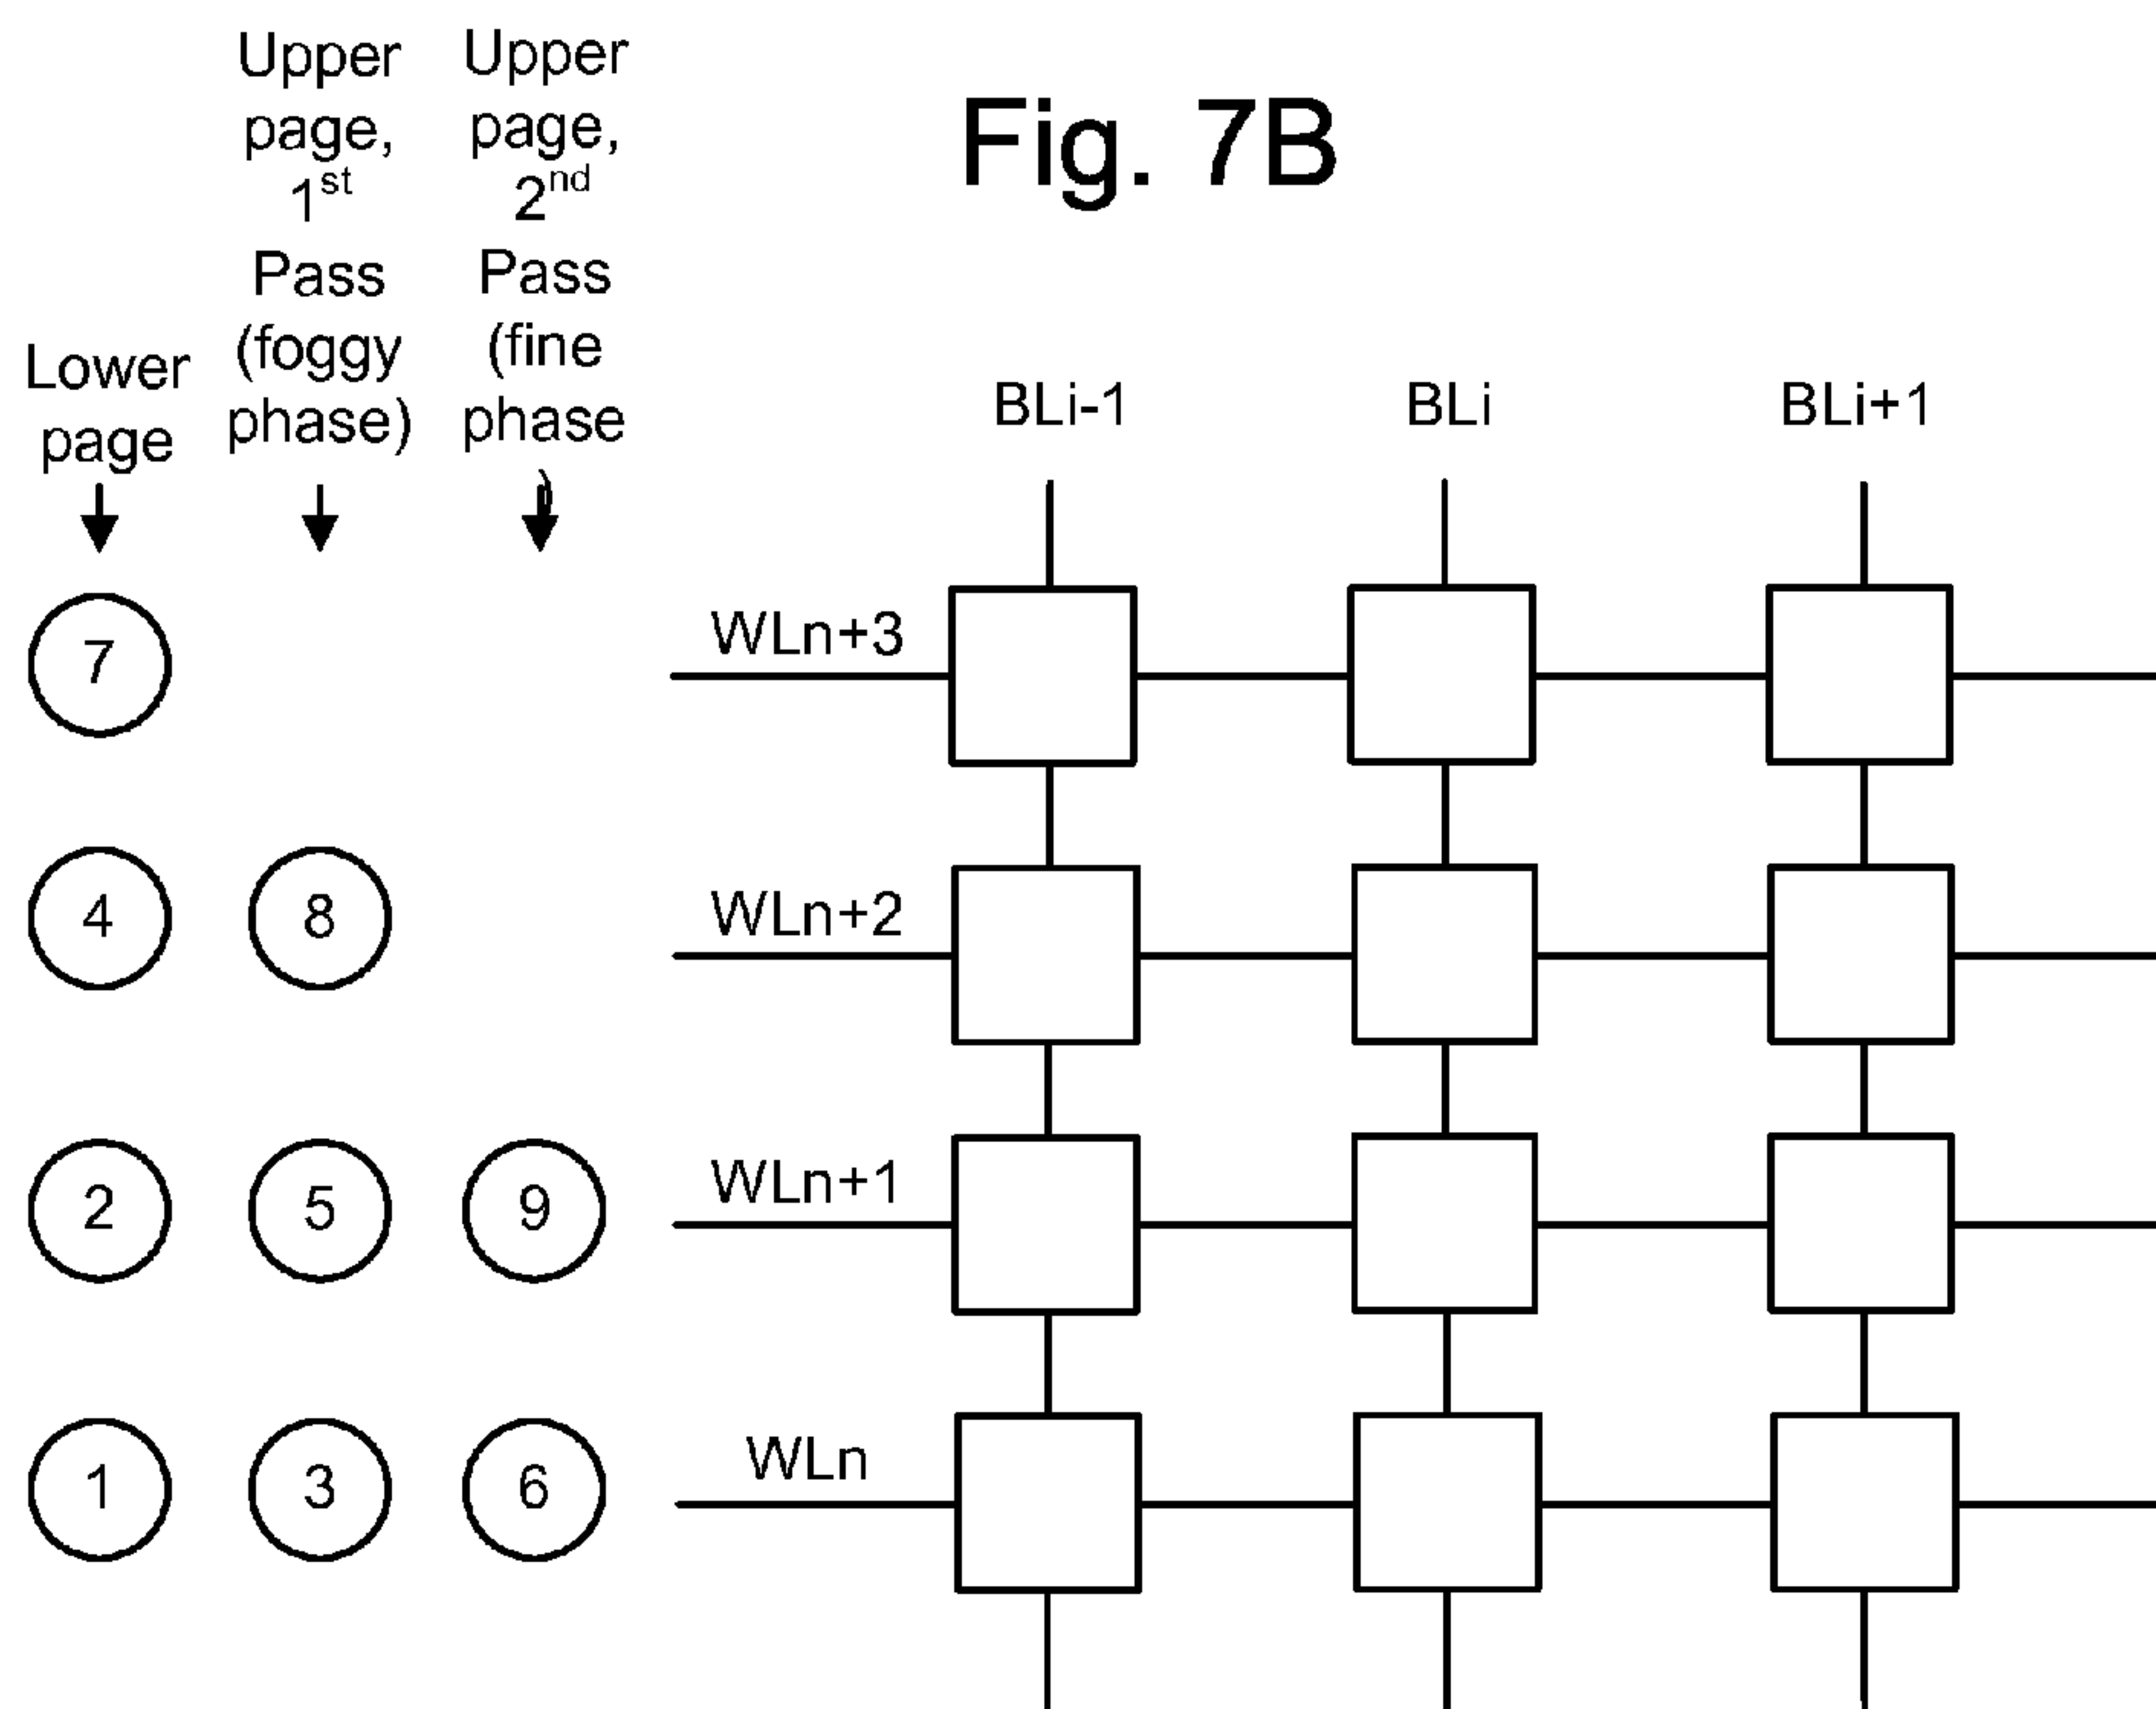 Fig. 7B
Lower
page
Upper
page,
1st
Pass
(foggy
phase)
Upper
page,
2nd
Pass
(fine
phase
)
BLi-1 BLi BLi+1
7 WLn+3
4 8 WLn+2
2 5 9 WLn+1
1 3 6 WLn